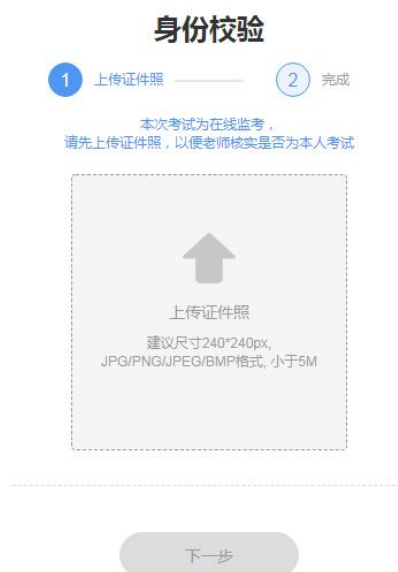 身份校验
1 上传证件照 2 完成
本次考试为在线监考，
请先上传证件照，以便老师核实是否为本人考试
上传证件照
建议尺寸240*240px,
JPG/PNG/JPEG/BMP格式, 小于5M
下一步